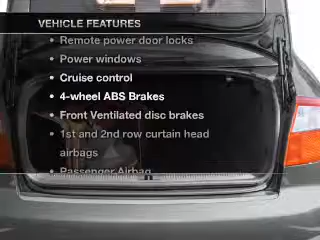 VEHICLE FEATURES
• Remote power door locks
• Power windows
• Cruise control
• 4-wheel ABS Brakes
• Front Ventilated disc brakes
• 1st and 2nd row curtain head
airbags
• Passenger Airbag